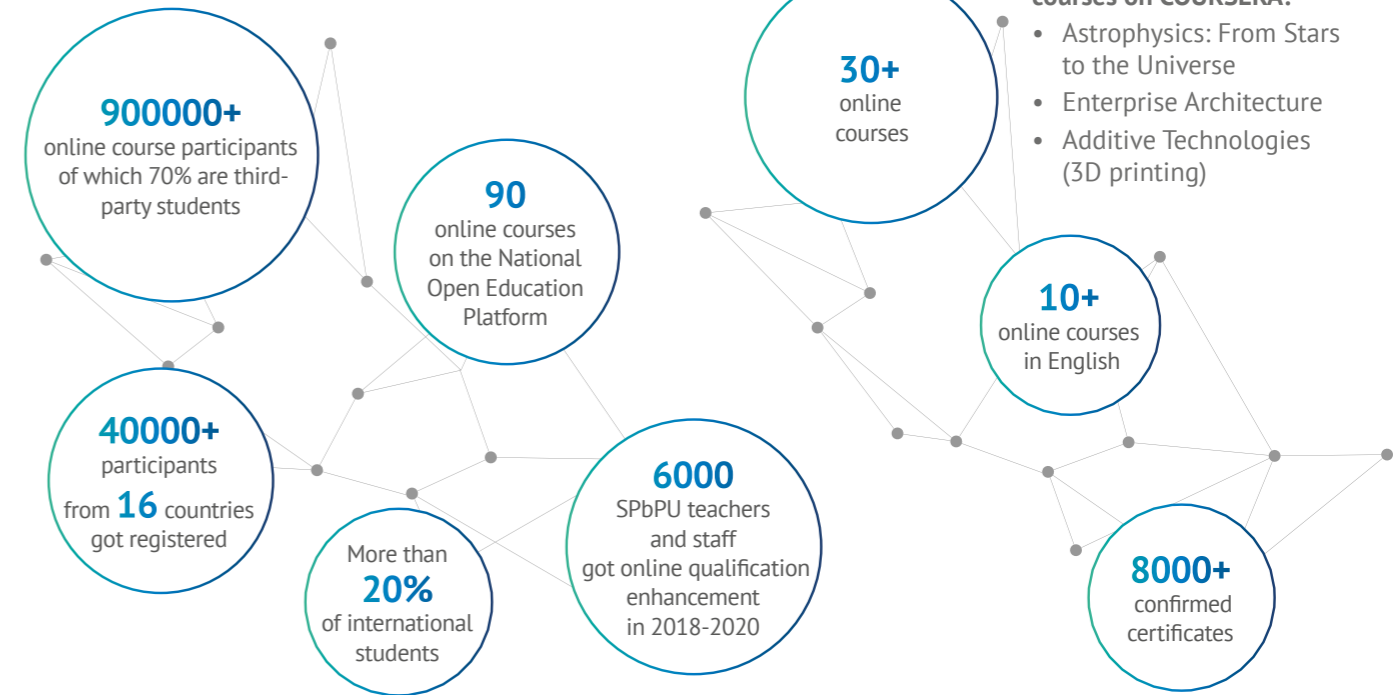 900000+
online course participants
of which 70% are third-
party students
90
online courses
on the National
Open Education
Platform
40000+
participants
from 16 countries
got registered
More than
20%
of international
students
6000
SPbPU teachers
and staff
got online qualification
enhancement
in 2018-2020
30+
online
courses
courses on COURSERA:
• Astrophysics: From Stars
to the Universe
• Enterprise Architecture
• Additive Technologies
(3D printing)
10+
online courses
in English
8000+
confirmed
certificates